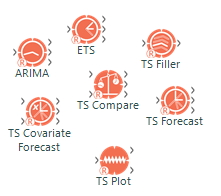 ETS
TS Filler
ARIMA
TS Compare
TS Covariate
Forecast
TS Forecast
TS Plot